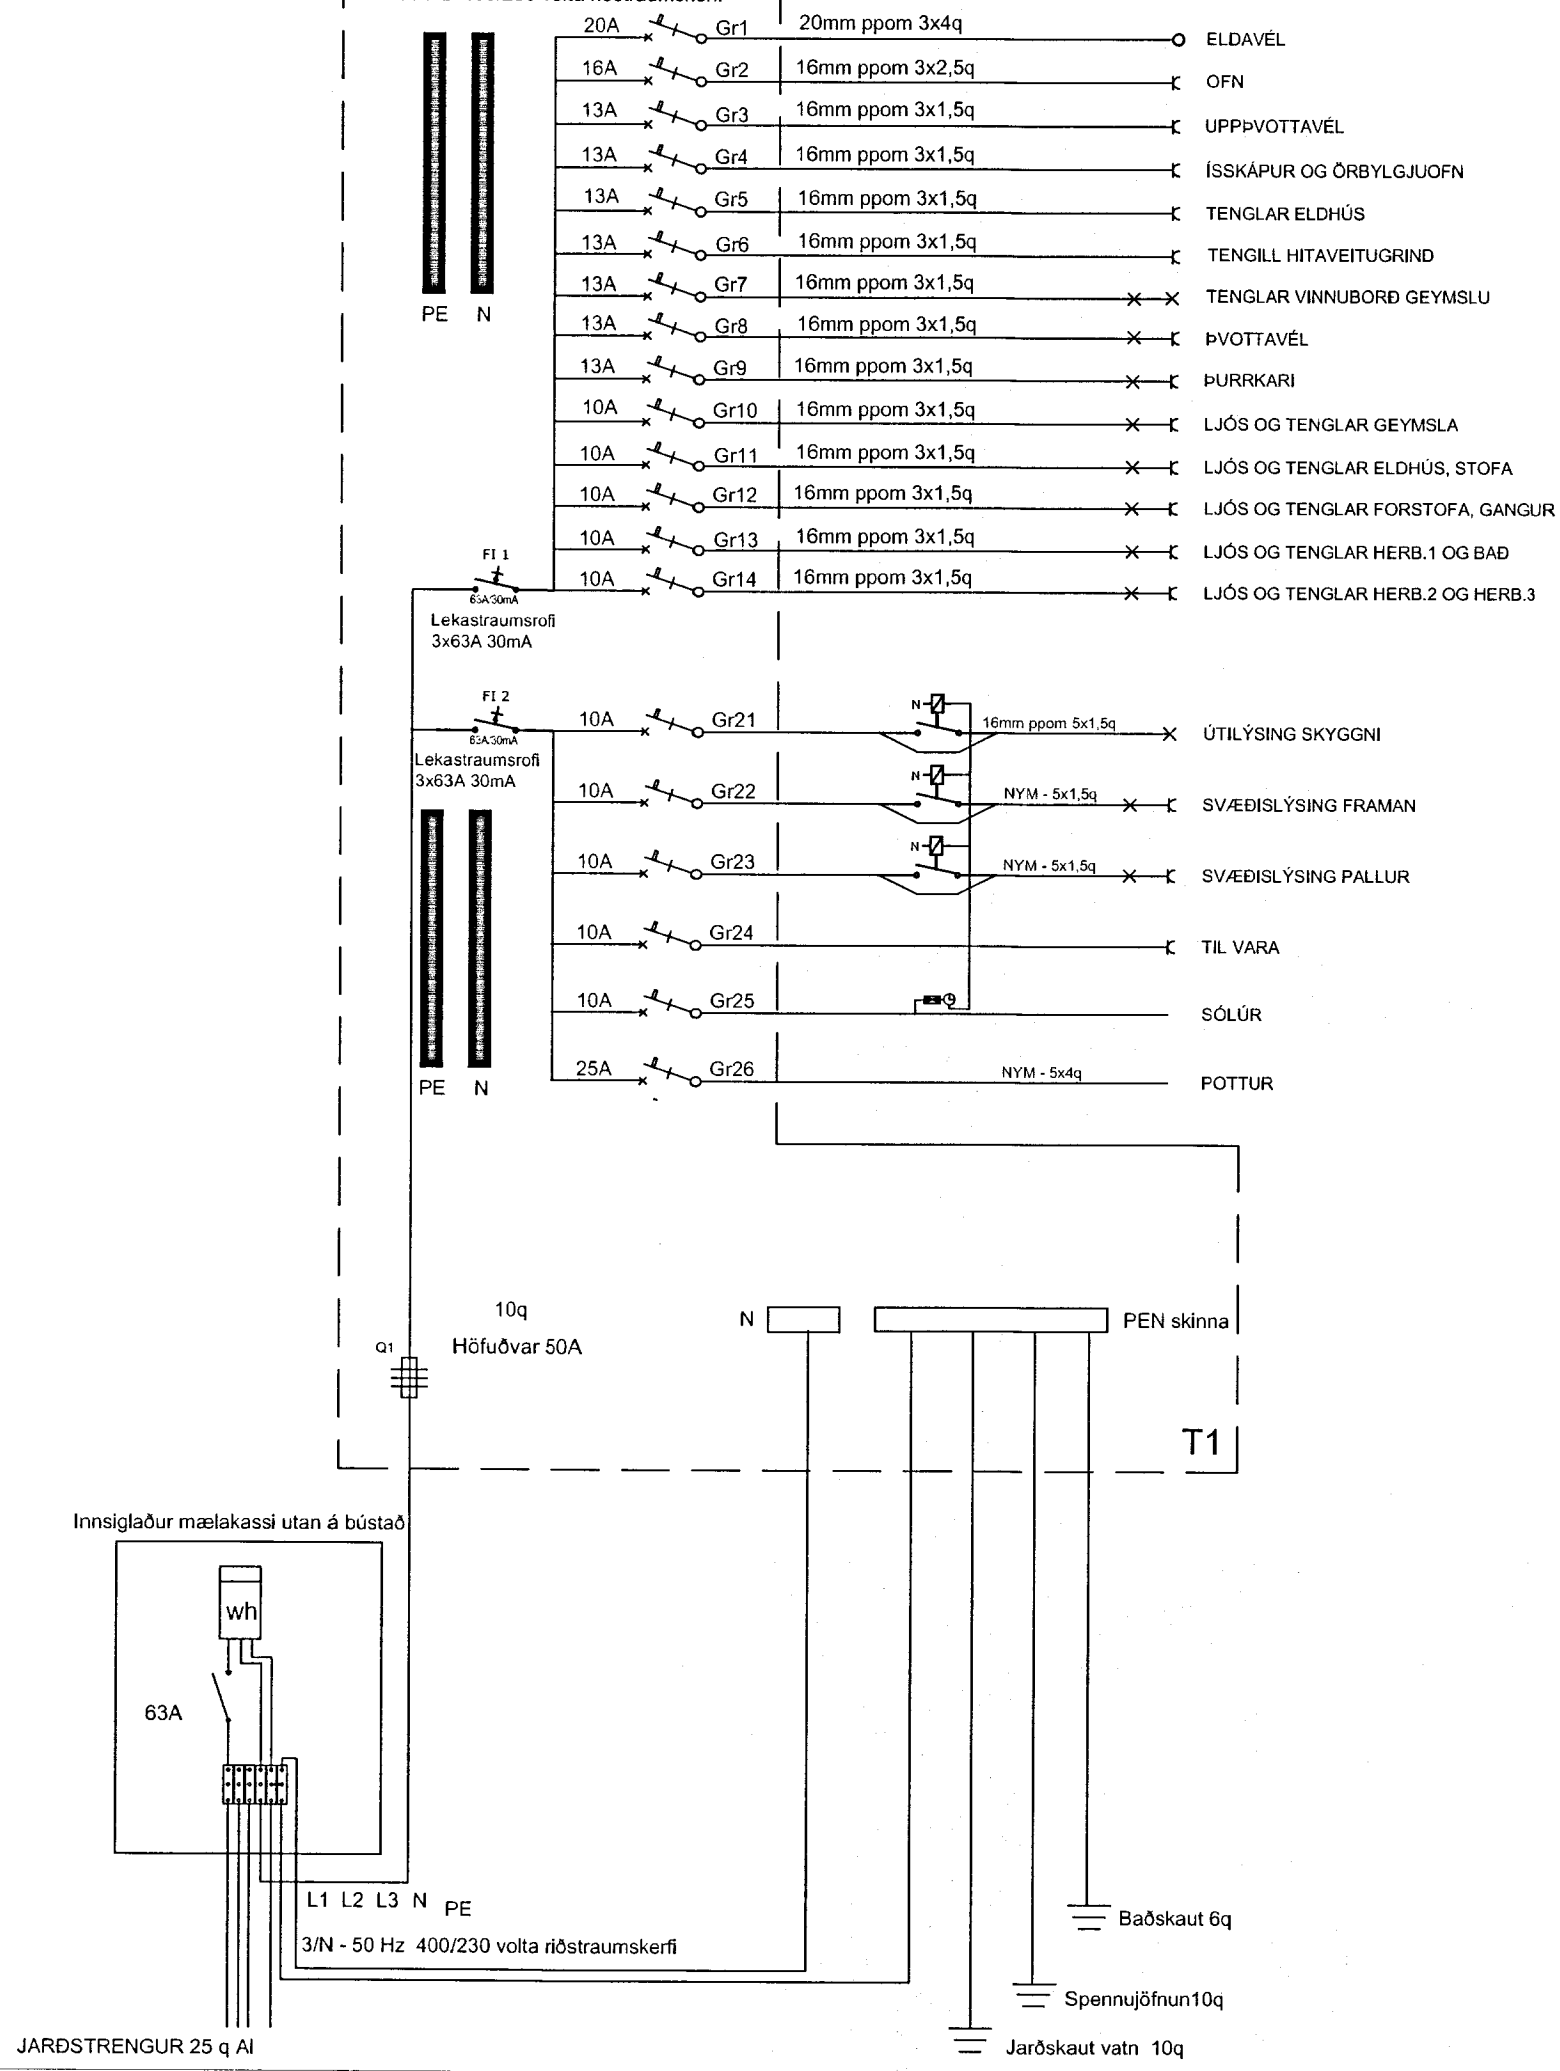 20A Gr1 20mm ppom 3x4q ELDAVÉL
16A Gr2 16mm ppom 3x2,5q OFN
13A Gr3 16mm ppom 3x1,5q UPPÞVOTTAVÉL
13A Gr4 16mm ppom 3x1,5q ÍSSKÁPUR OG ÖRBYLGJUOFN
13A Gr5 16mm ppom 3x1,5q TENGLAR ELDHÚS
13A Gr6 16mm ppom 3x1,5q TENGILL HITAVEITUGRIND
13A Gr7 16mm ppom 3x1,5q TENGLAR VINNUBORÐ GEYMSLU
PE N
13A Gr8 16mm ppom 3x1,5q ÞVOTTAVÉL
13A Gr9 16mm ppom 3x1,5q ÞURRKARI
10A Gr10 16mm ppom 3x1,5q LJÓS OG TENGLAR GEYMSLA
10A Gr11 16mm ppom 3x1,5q LJÓS OG TENGLAR ELDHÚS, STOFA
10A Gr12 16mm ppom 3x1,5q LJÓS OG TENGLAR FORSTOFA, GANGUR
10A Gr13 16mm ppom 3x1,5q LJÓS OG TENGLAR HERB.1 OG BAÐ
FI 1
10A Gr14 16mm ppom 3x1,5q LJÓS OG TENGLAR HERB.2 OG HERB.3
63A/30mA
Lekastraumsrofi
3x63A 30mA
FI 2
10A Gr21 N 16mm ppom 5x1,5q ÚTILÝSING SKYGGNI
63A/30mA
Lekastraumsrofi
3x63A 30mA
10A Gr22 N NYM - 5x1,5q SVÆÐISLÝSING FRAMAN
10A Gr23 N NYM - 5x1,5q SVÆÐISLÝSING PALLUR
10A Gr24 TIL VARA
10A Gr25 SÓLÚR
25A Gr26 NYM - 5x4q POTTUR
PE N
10q
N PEN skinna
Q1 Höfuðvar 50A
T1
Innsiglaður mælakassi utan á bústað
wh
63A
L1 L2 L3 N PE
Baðskaut 6q
3/N - 50 Hz 400/230 volta riðstraumskerfi
Spennujöfnun10q
JARÐSTRENGUR 25 q Al
Jarðskaut vatn 10q